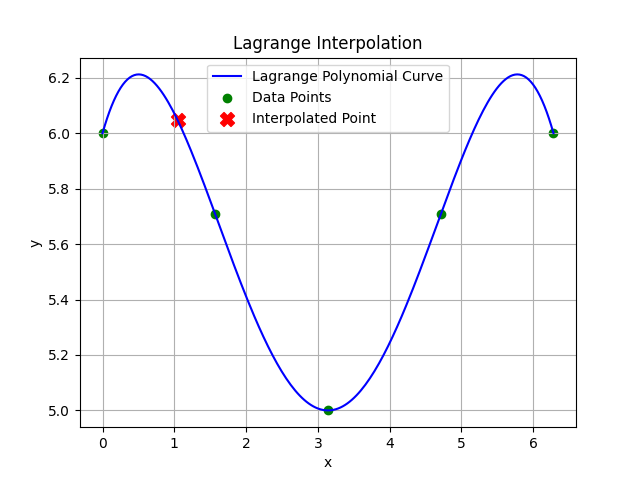 Lagrange Interpolation
Lagrange Polynomial Curve
Data Points
Interpolated Point
6.2
6.0
5.8
5.6
5.4
5.2
5.0
y
0 1 2 3 4 5 6
x